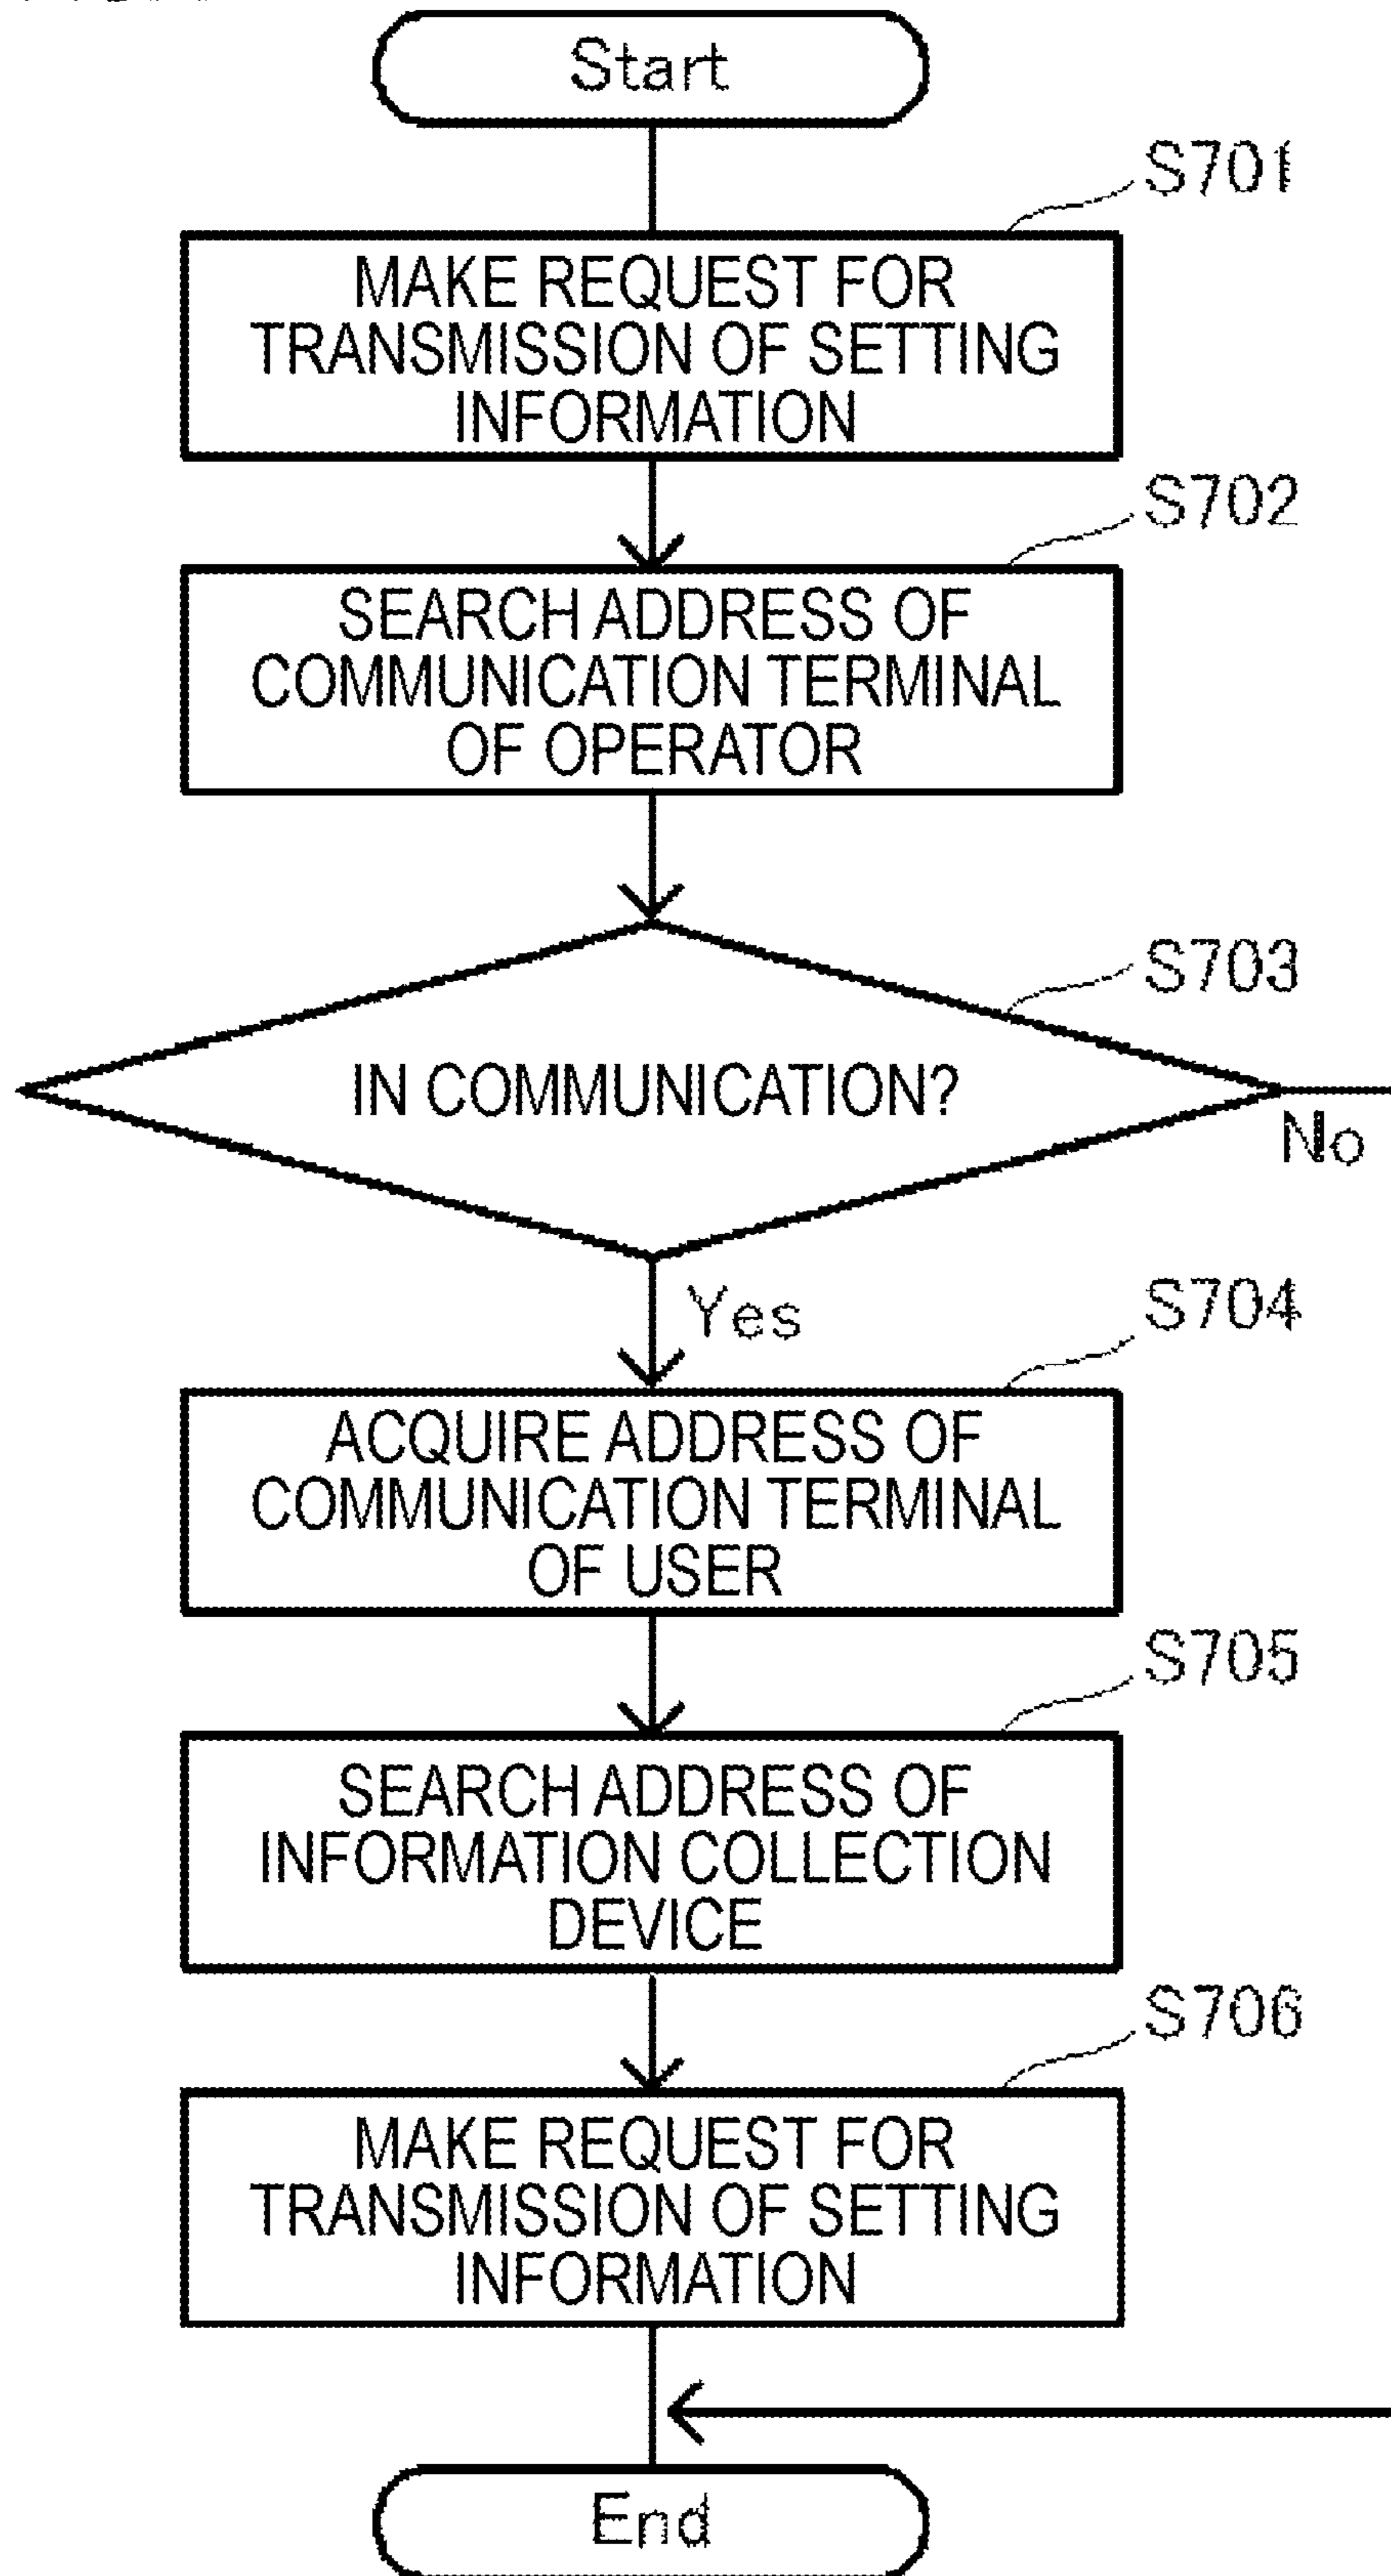 Start
S701
MAKE REQUEST FOR
TRANSMISSION OF SETTING
INFORMATION
S702
SEARCH ADDRESS OF
COMMUNICATION TERMINAL
OF OPERATOR
S703
IN COMMUNICATION?
No
Yes
S704
ACQUIRE ADDRESS OF
COMMUNICATION TERMINAL
OF USER
S705
SEARCH ADDRESS OF
INFORMATION COLLECTION
DEVICE
S706
MAKE REQUEST FOR
TRANSMISSION OF SETTING
INFORMATION
End